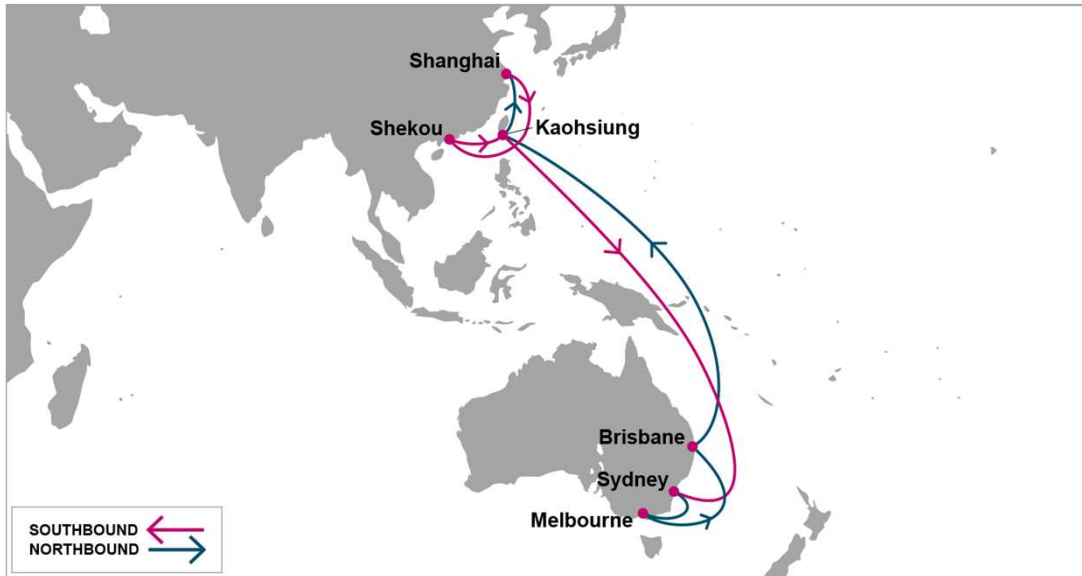 Shanghai
Shekou
Kaohsiung
Brisbane
Sydney
Melbourne
SOUTHBOUND
NORTHBOUND